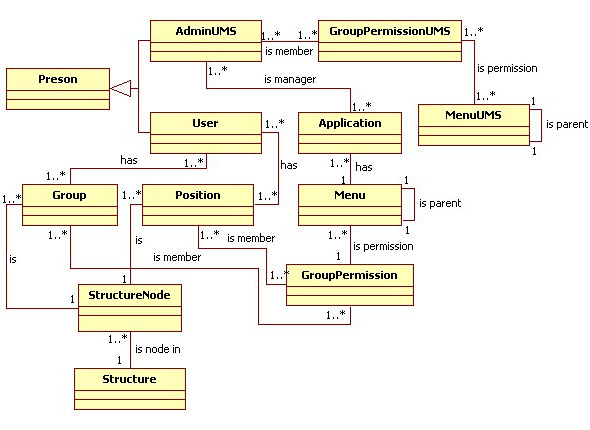 AdminUMS
GroupPermissionUMS
1..*
1..*
1..*
is member
Preson
1..*
is permission
is manager
1..*
1..*
MenuUMS
1
is parent
1
User
1..*
Application
1..*
has
1..*
has
1..*
has
1..*
Group
1..*
Position
1..*
1..*
1
Menu
1
is parent
1
1..*
1..*
is
is member
1..*
is permission
is
is member
1..*
1
GroupPermission
1
1
StructureNode
1..*
1..*
is node in
1
Structure